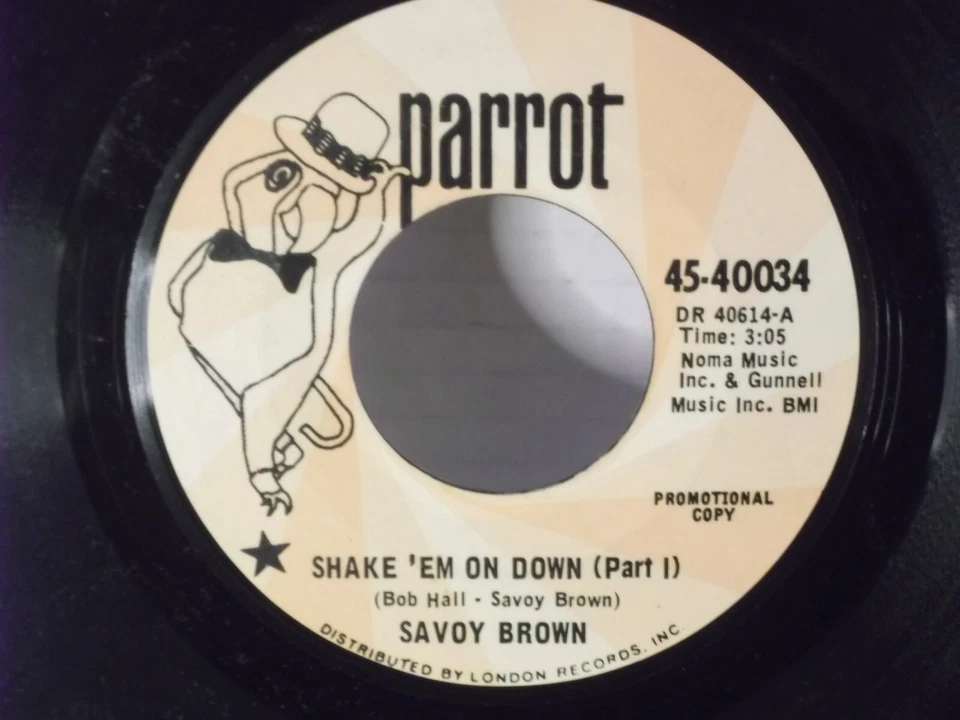 parrot
45-40034
DR 40614-A
Time: 3:05
Noma Music
Inc. & Gunnell
Music Inc. BMI
PROMOTIONAL
COPY
SHAKE 'EM ON DOWN (Part I)
(Bob Hall - Savoy Brown)
SAVOY BROWN
DISTRIBUTED BY LONDON RECORDS, INC.